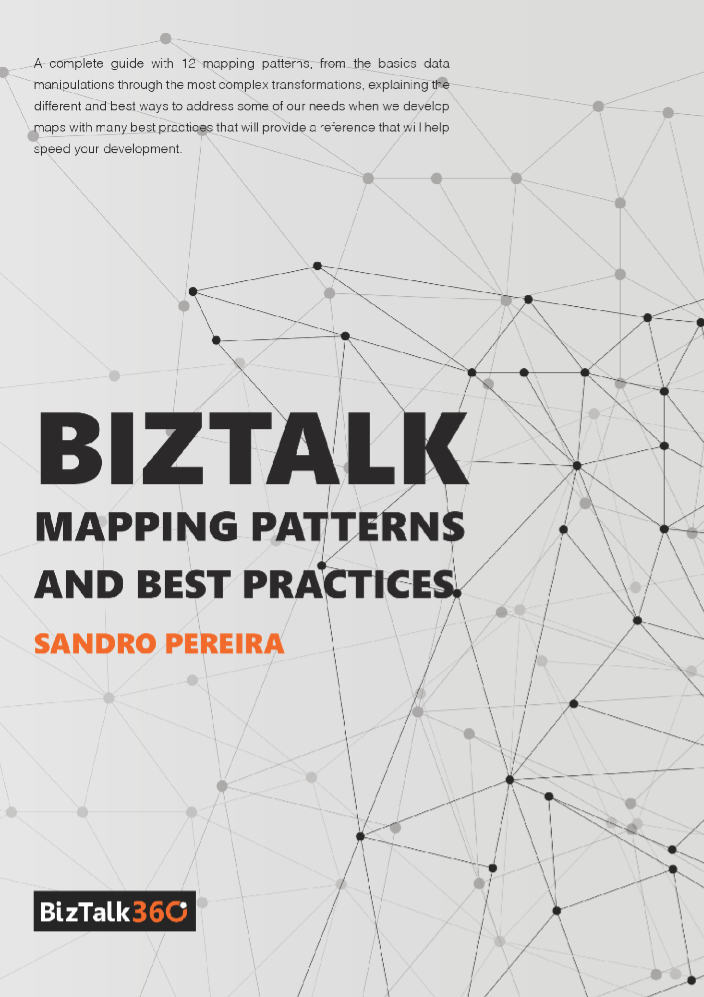 A complete guide with 12 mapping patterns, from the basics data
manipulations through the most complex transformations, explaining the
different and best ways to address some of our needs when we develop
maps with many best practices that will provide a reference that will help
speed your development.
BIZTALK
MAPPING PATTERNS
AND BEST PRACTICES
SANDRO PEREIRA
BizTalk360